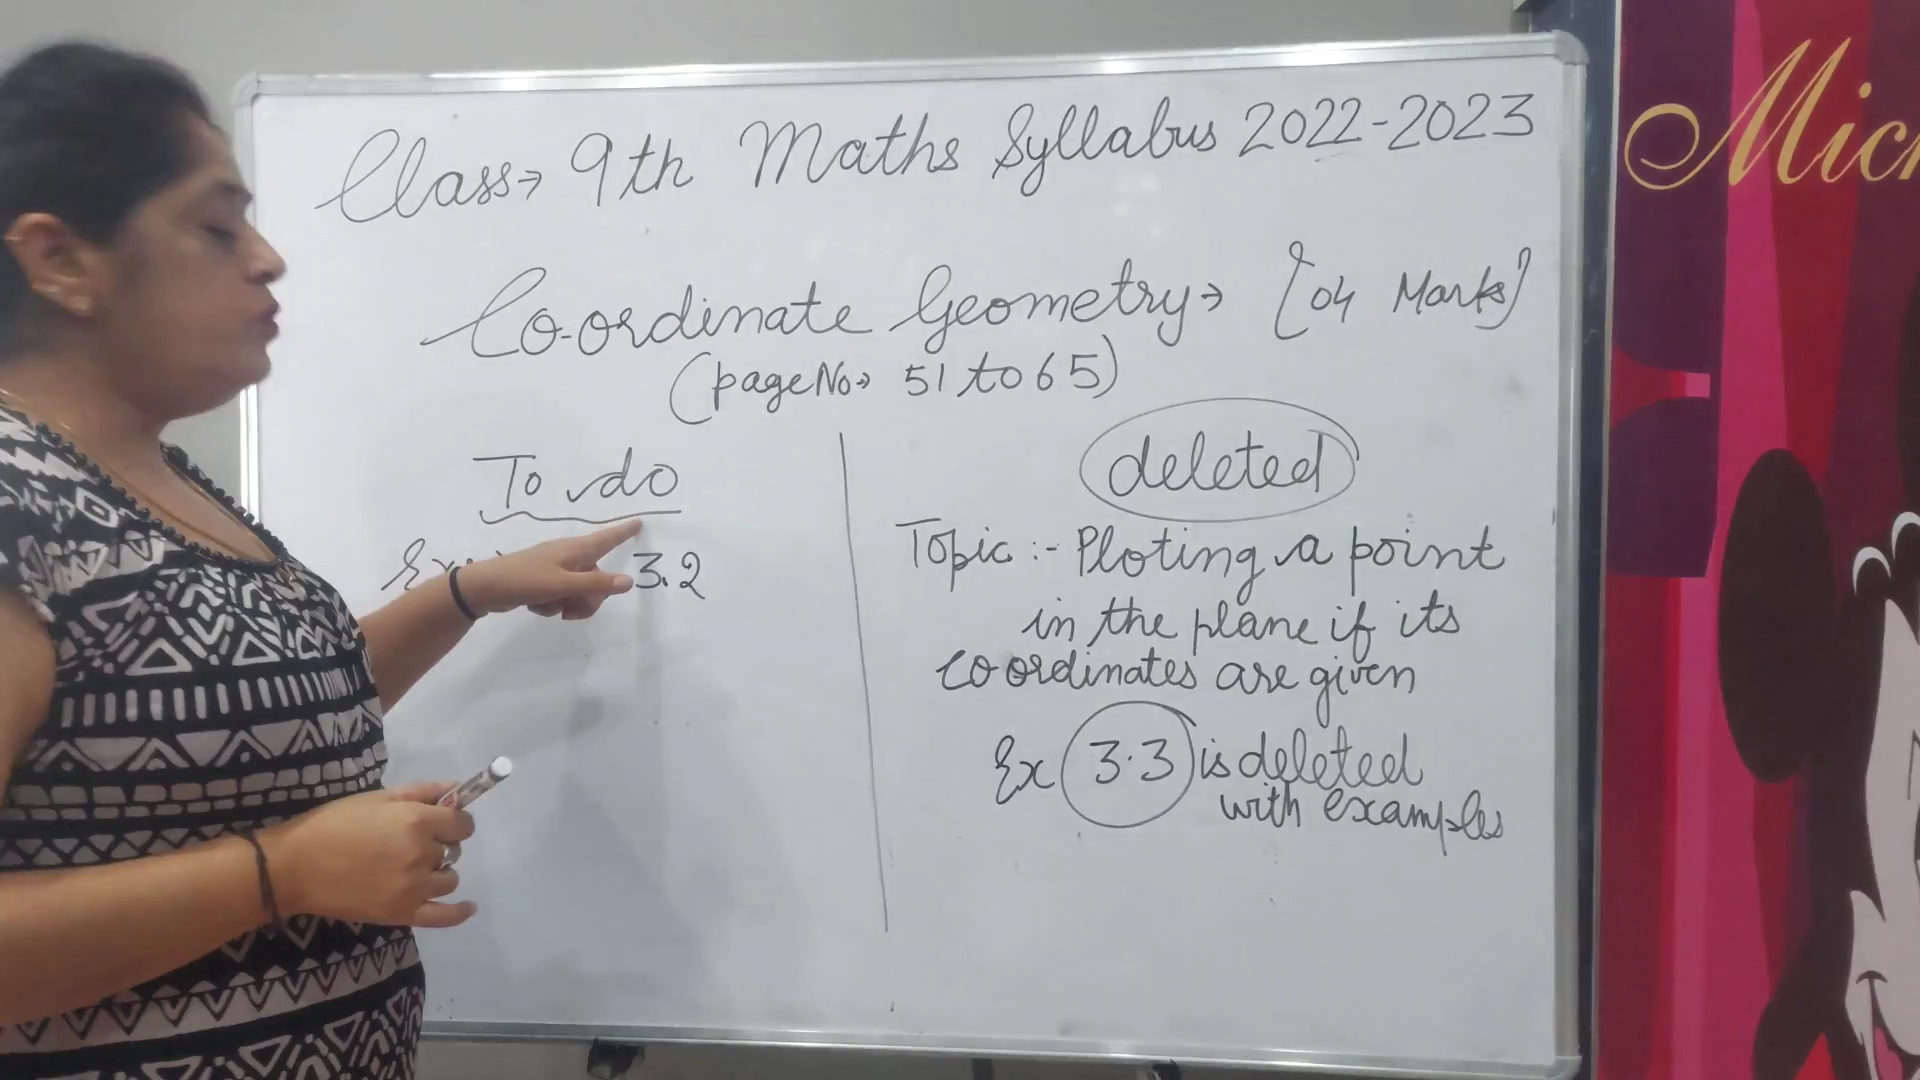 Class→ 9th Maths Syllabus 2022-2023
Co-ordinate Geometry→ [04 Marks]
(page No→ 51 to 65)
To do
3.2
deleted
Topic :- Ploting a point
in the plane if its
coordinates are given
Ex 3.3 is deleted
with examples
Mic